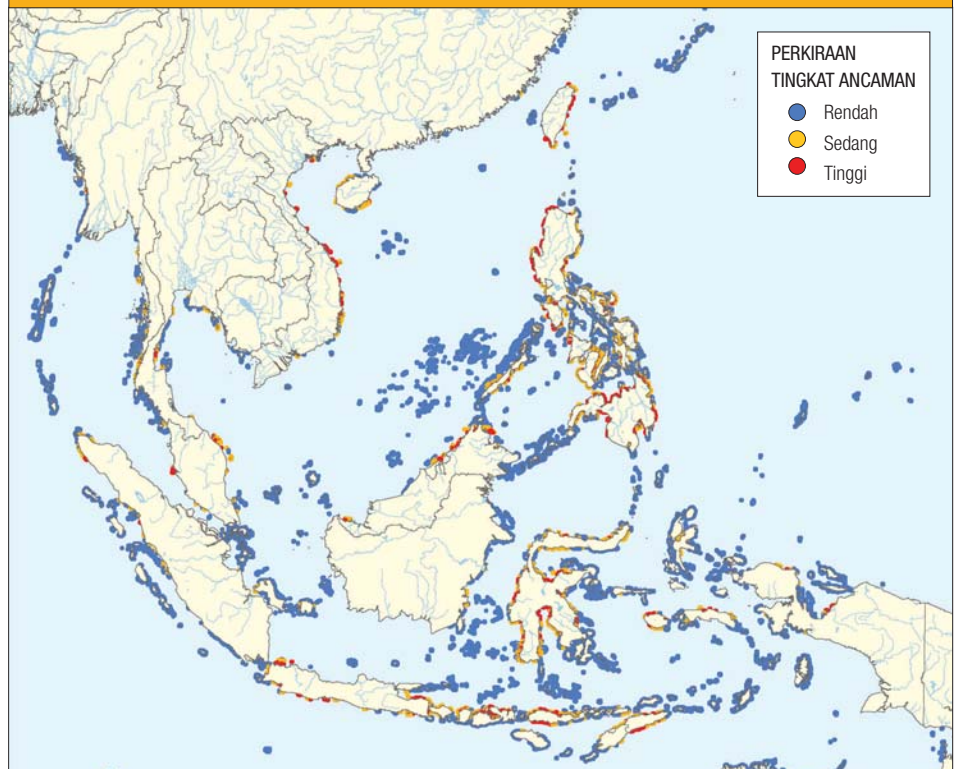 PERKIRAAN
TINGKAT ANCAMAN
Rendah
Sedang
Tinggi